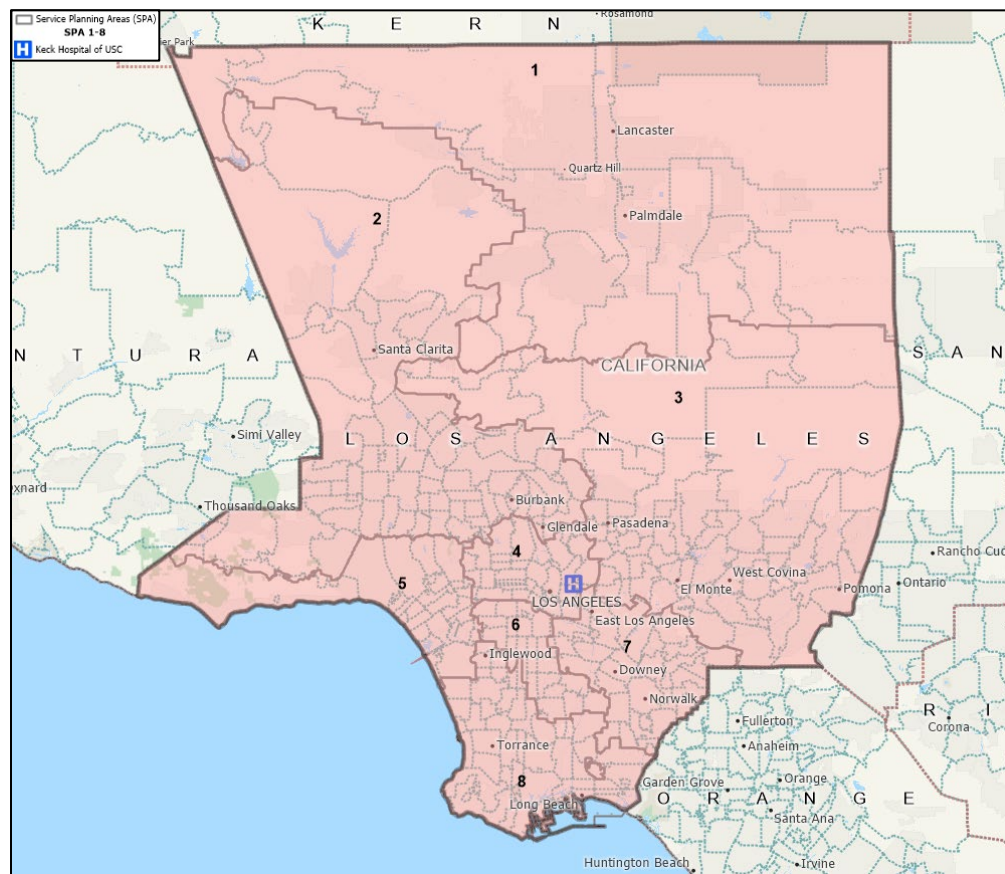 Service Planning Areas (SPA)
SPA 1-8
H Keck Hospital of USC
K E R N
Rosamond
er Park
1
Lancaster
Quartz Hill
2
Palmdale
Santa Clarita
N T U R A
CALIFORNIA
S A N
3
Simi Valley
L O S A N G E L E S
xnard
Thousand Oaks
Burbank
Glendale
Pasadena
4
Rancho Cuc
5
H
El Monte
West Covina
Pomona
Ontario
LOS ANGELES
East Los Angeles
6
7
Inglewood
Downey
Norwalk
R I
Corona
Fullerton
Torrance
Anaheim
8
Garden Grove
Orange
Long Beach
O R A N G E
Santa Ana
Huntington Beach
Irvine